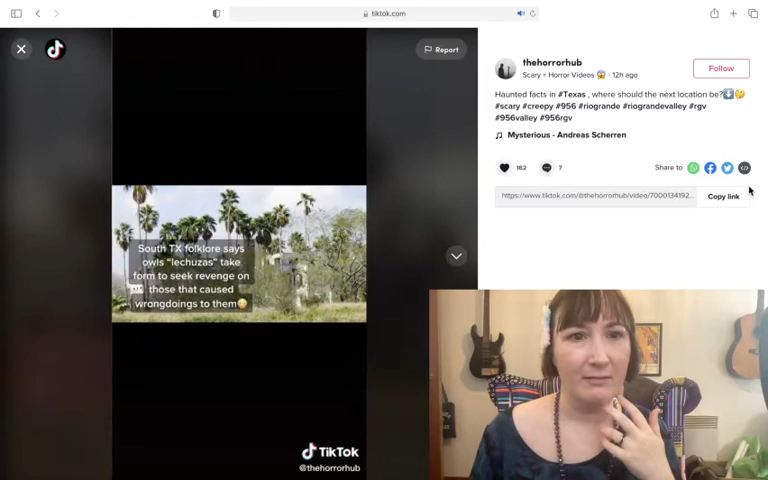 tiktok.com
Report
South TX folklore says
owls "lechuzas" take
form to seek revenge on
those that caused
wrongdoings to them😳
TikTok
@thehorrorhub
thehorrorhub
Scary + Horror Videos 😱 · 12h ago
Follow
Haunted facts in #Texas , where should the next location be?⬇️🤔
#scary #creepy #956 #riogrande #riograndevalley #rgv
#956valley #956rgv
♫ Mysterious - Andreas Scherren
162
7
Share to
https://www.tiktok.com/@thehorrorhub/video/7000134192...
Copy link